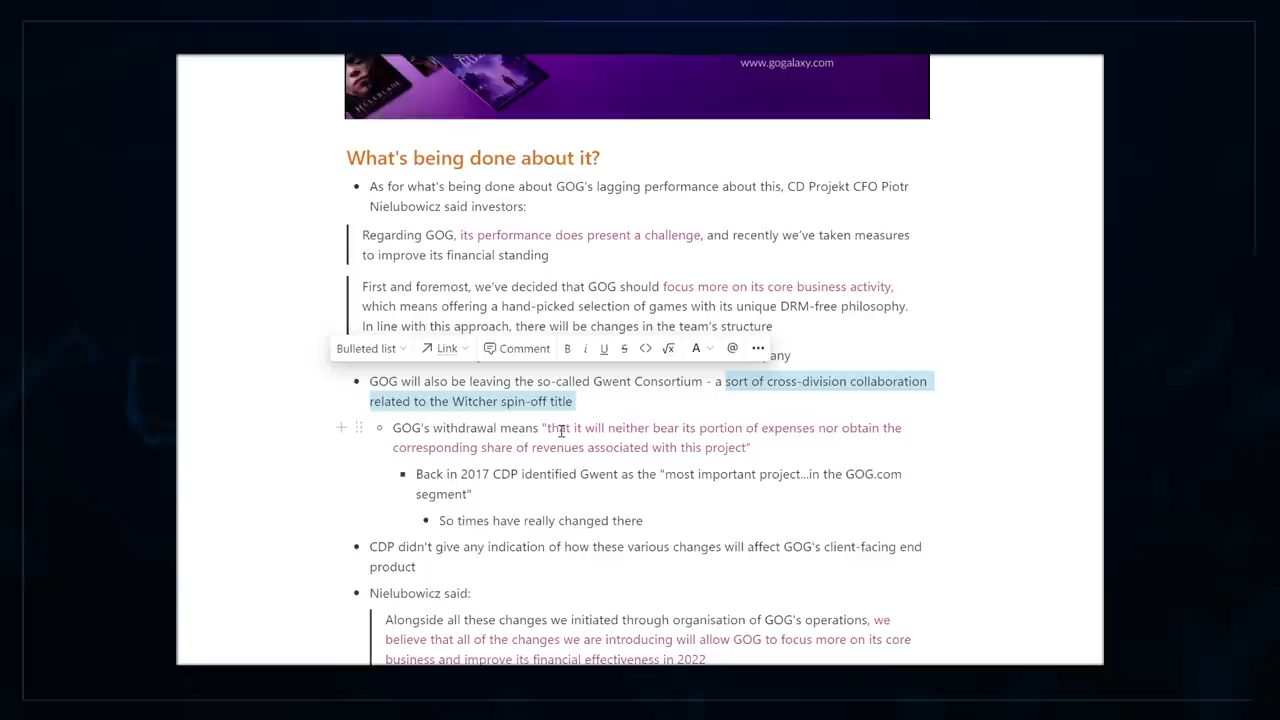 HELLBLADE
www.gogalaxy.com
What's being done about it?
As for what's being done about GOG's lagging performance about this, CD Projekt CFO Piotr
Nielubowicz said investors:
Regarding GOG, its performance does present a challenge, and recently we've taken measures
to improve its financial standing
First and foremost, we've decided that GOG should focus more on its core business activity,
which means offering a hand-picked selection of games with its unique DRM-free philosophy.
In line with this approach, there will be changes in the team's structure
Bulleted list Link Comment B i U S A @
any
GOG will also be leaving the so-called Gwent Consortium - a sort of cross-division collaboration
related to the Witcher spin-off title
GOG's withdrawal means "that it will neither bear its portion of expenses nor obtain the
corresponding share of revenues associated with this project"
Back in 2017 CDP identified Gwent as the "most important project...in the GOG.com
segment"
So times have really changed there
CDP didn't give any indication of how these various changes will affect GOG's client-facing end
product
Nielubowicz said:
Alongside all these changes we initiated through organisation of GOG's operations, we
believe that all of the changes we are introducing will allow GOG to focus more on its core
business and improve its financial effectiveness in 2022